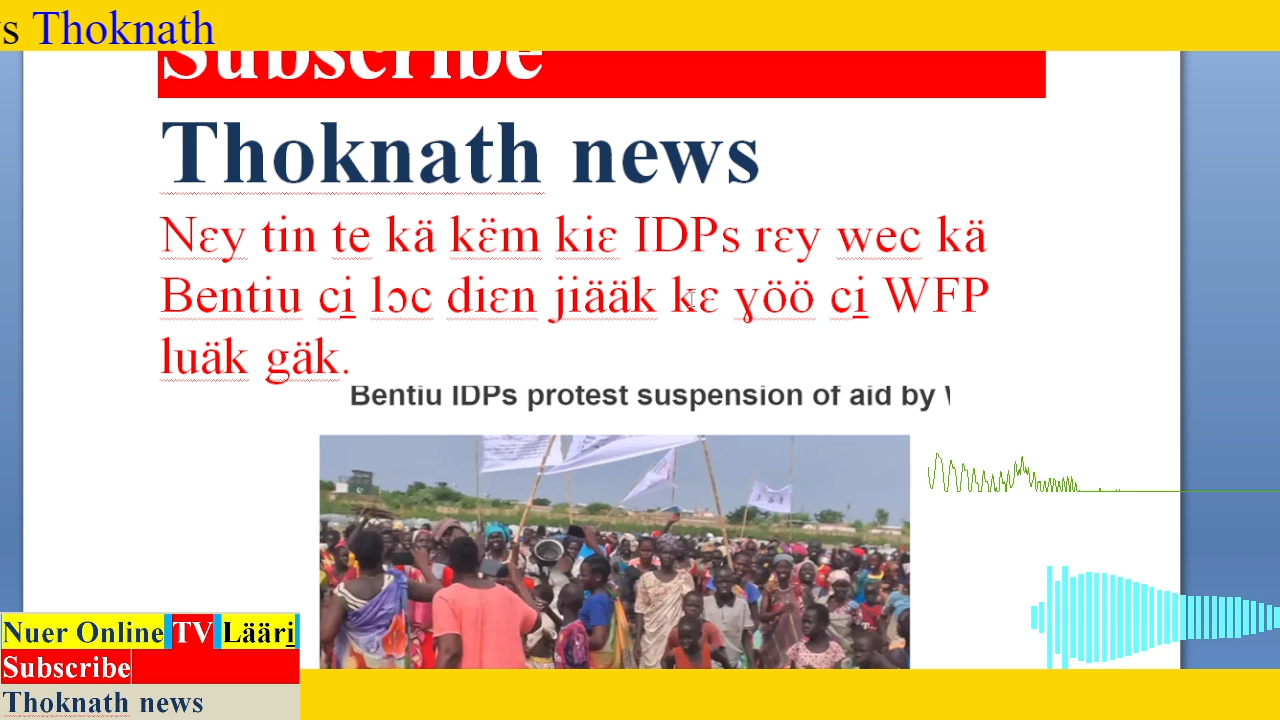 s Thoknath
Subscribe
Thoknath news
Nɛy tin te kä kɛ̈m kiɛ IDPs rɛy wec kä
Bentiu ci̱ lɔc diɛn jiääk kɛ ɣöö ci̱ WFP
luäk gäk.
Bentiu IDPs protest suspension of aid by
Nuer Online TV Lääri̱
Subscribe
Thoknath news